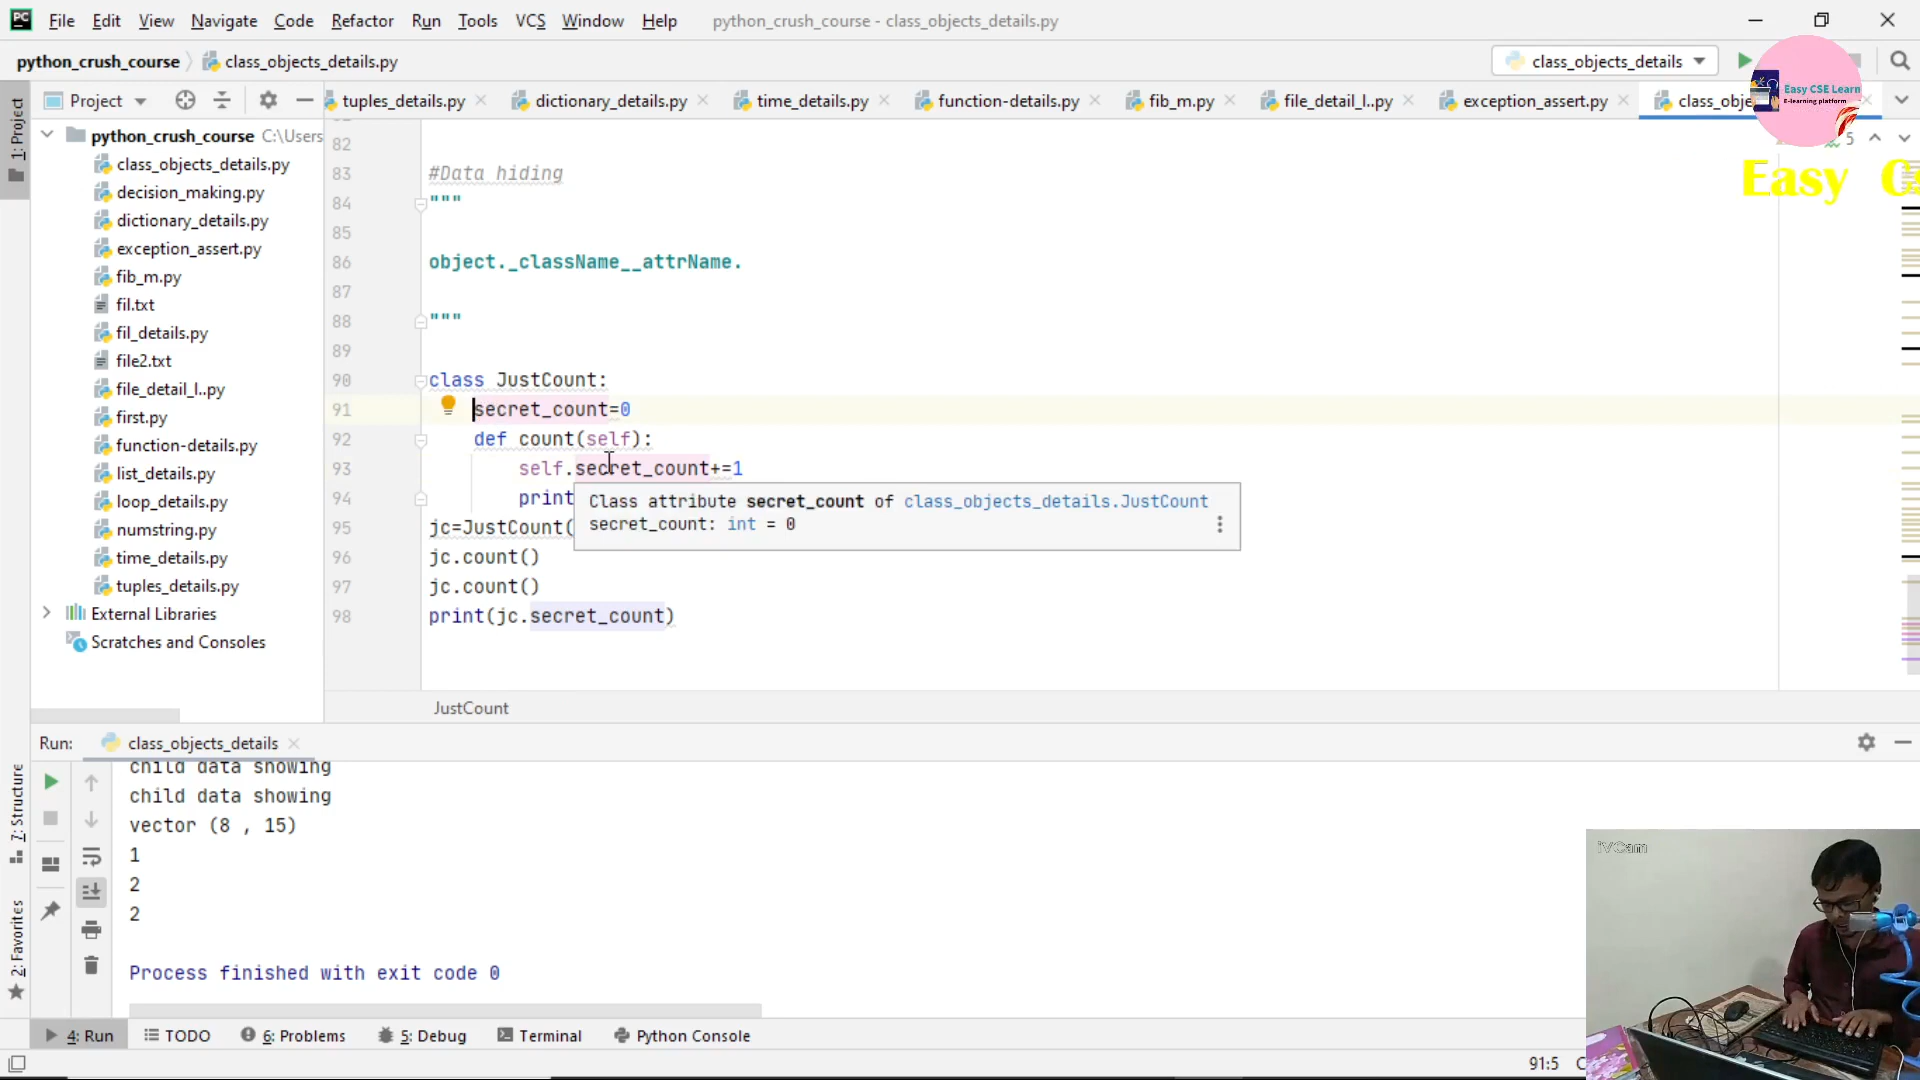 File Edit View Navigate Code Refactor Run Tools VCS Window Help python_crush_course - class_objects_details.py
python_crush_course class_objects_details.py class_objects_details
Easy CSE Learn
E-learning platform
1: Project
Project tuples_details.py dictionary_details.py time_details.py function-details.py fib_m.py file_detail_l..py exception_assert.py class_obje
5
Easy
python_crush_course C:\Users
class_objects_details.py
decision_making.py
dictionary_details.py
exception_assert.py
fib_m.py
fil.txt
fil_details.py
file2.txt
file_detail_l..py
first.py
function-details.py
list_details.py
loop_details.py
numstring.py
time_details.py
tuples_details.py
External Libraries
Scratches and Consoles
82
83 #Data hiding
84 """
85
86 object._className__attrName.
87
88 """
89
90 class JustCount:
91 secret_count=0
92 def count(self):
93 self.secret_count+=1
94 print
95 jc=JustCount(
96 jc.count()
97 jc.count()
98 print(jc.secret_count)
Class attribute secret_count of class_objects_details.JustCount
secret_count: int = 0
JustCount
Run: class_objects_details
child data showing
child data showing
vector (8 , 15)
1
2
2
Process finished with exit code 0
7: Structure
2: Favorites
4: Run TODO 6: Problems 5: Debug Terminal Python Console
91:5
iVCam